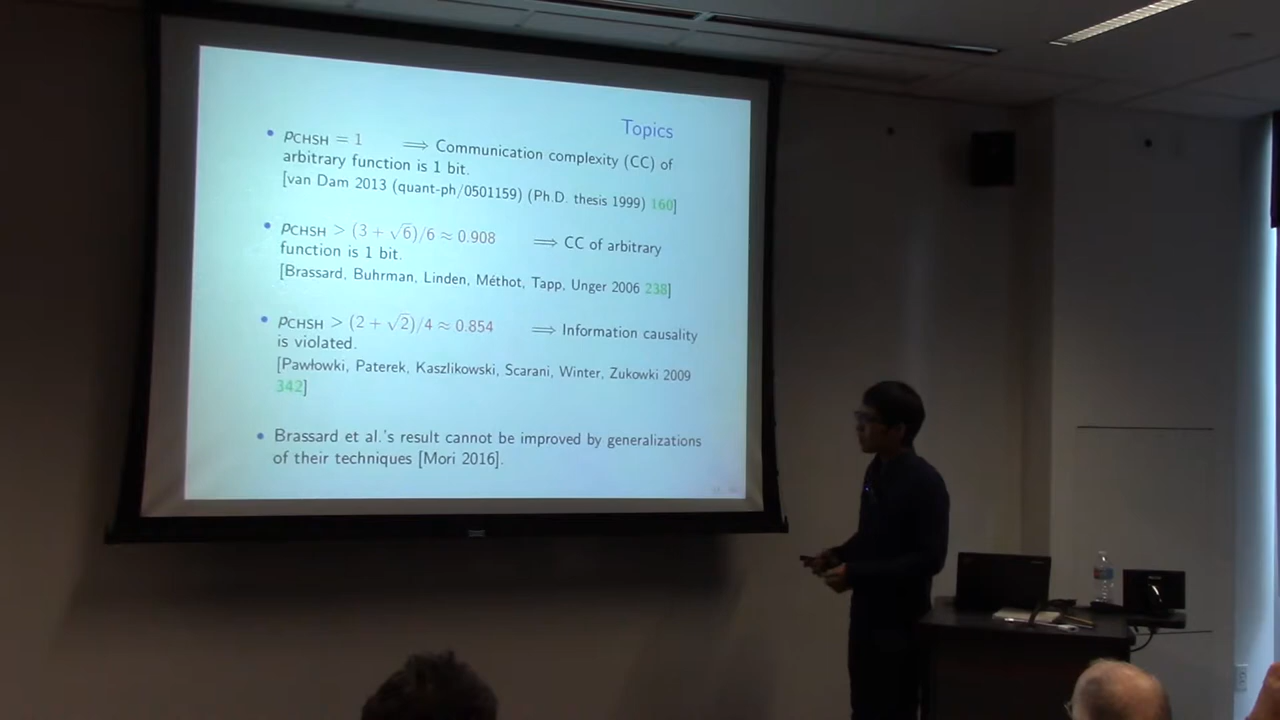 Topics
• pCHSH = 1 ⟹ Communication complexity (CC) of
arbitrary function is 1 bit.
[van Dam 2013 (quant-ph/0501159) (Ph.D. thesis 1999) 160]
• pCHSH > (3 + √6)/6 ≈ 0.908 ⟹ CC of arbitrary
function is 1 bit.
[Brassard, Buhrman, Linden, Méthot, Tapp, Unger 2006 238]
• pCHSH > (2 + √2)/4 ≈ 0.854 ⟹ Information causality
is violated.
[Pawłowki, Paterek, Kaszlikowski, Scarani, Winter, Zukowki 2009
342]
• Brassard et al.'s result cannot be improved by generalizations
of their techniques [Mori 2016].